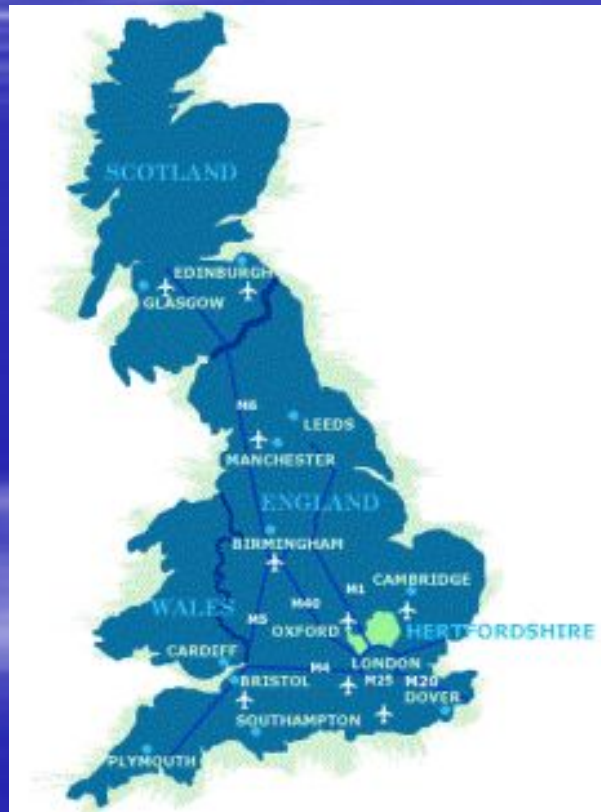 SCOTLAND
EDINBURGH
GLASGOW
M6
LEEDS
MANCHESTER
ENGLAND
BIRMINGHAM
M1
CAMBRIDGE
WALES
M5
M40
OXFORD
HERTFORDSHIRE
CARDIFF
M4
LONDON
BRISTOL
M25
M20
DOVER
SOUTHAMPTON
PLYMOUTH